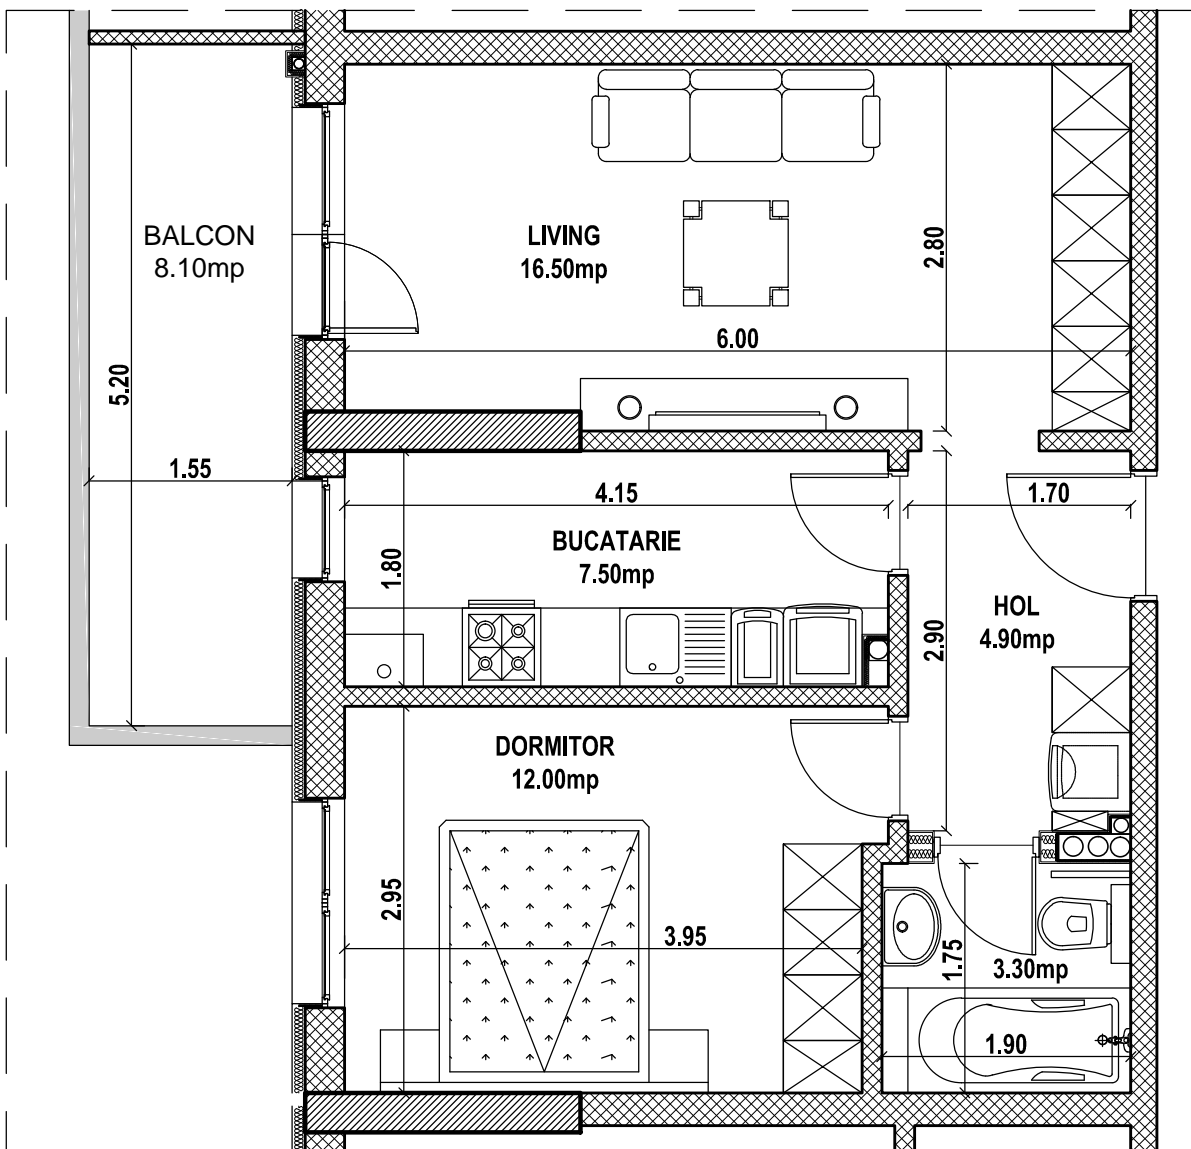 BALCON
8.10mp
LIVING
16.50mp
2.80
6.00
5.20
1.55
4.15
1.70
BUCATARIE
7.50mp
1.80
HOL
4.90mp
2.90
DORMITOR
12.00mp
2.95
3.95
1.75
3.30mp
1.90